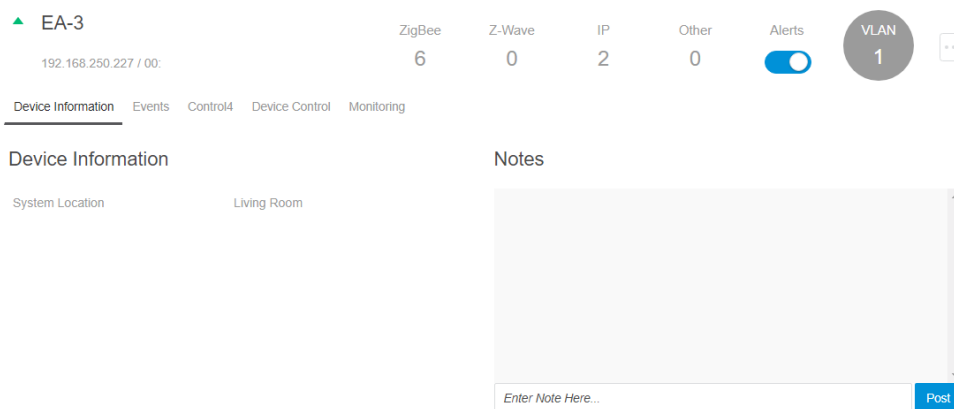 EA-3
192.168.250.227 / 00:
ZigBee Z-Wave IP Other Alerts VLAN
6 0 2 0 1
Device Information Events Control4 Device Control Monitoring
Device Information
System Location Living Room
Notes
Enter Note Here...
Post